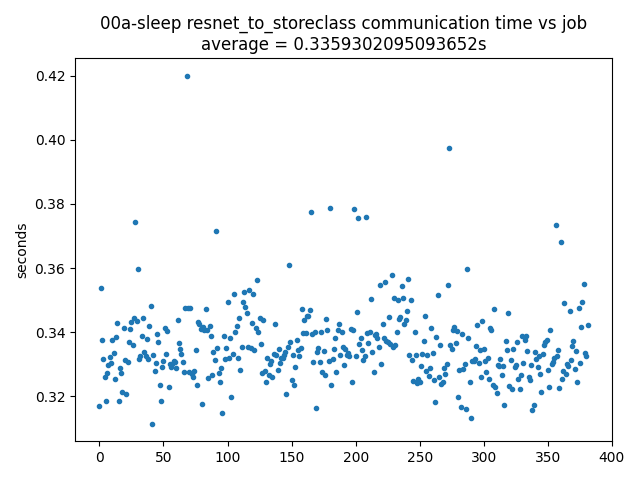 00a-sleep resnet_to_storeclass communication time vs job
average = 0.3359302095093652s
0.42
0.40
0.38
0.36
0.34
0.32
seconds
0 50 100 150 200 250 300 350 400